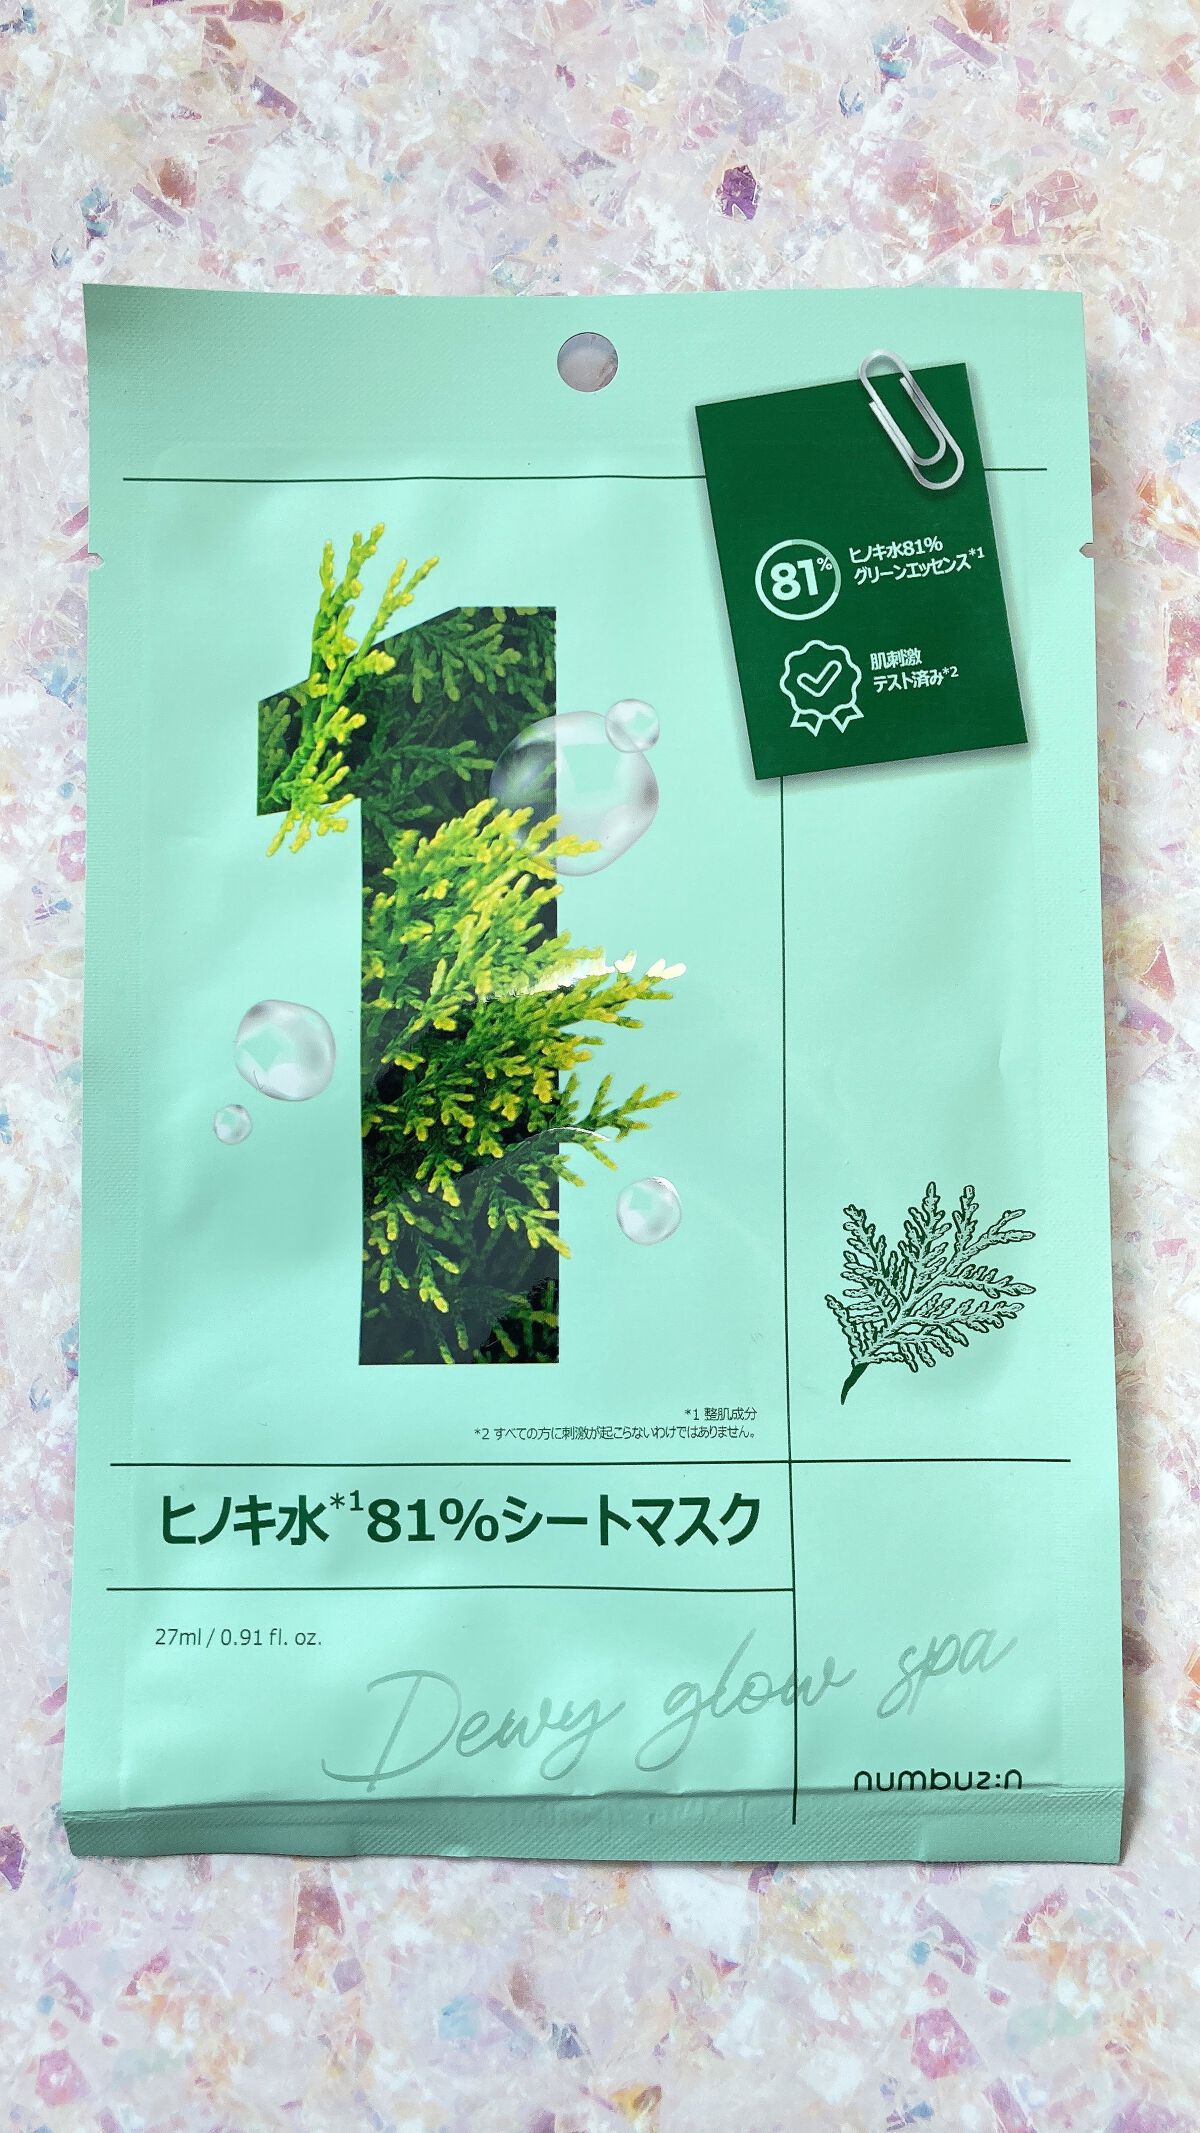 81%
ヒノキ水81%
グリーンエッセンス*1
肌刺激
テスト済み*2
1
*1 整肌成分
*2 すべての方に刺激が起こらないわけではありません。
ヒノキ水*181%シートマスク
27ml / 0.91 fl. oz.
Dewy glow spa
numbuz:n